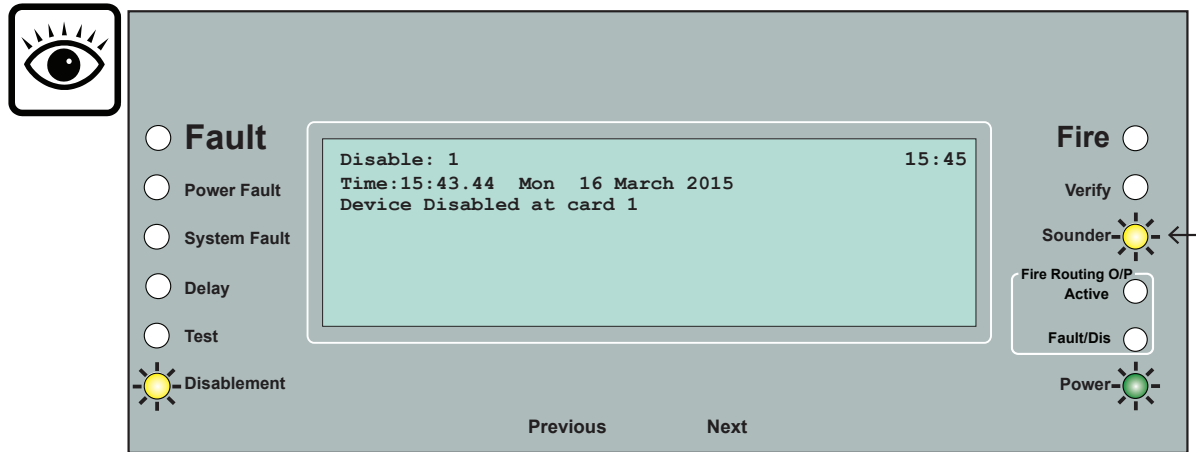 Fault
Power Fault
System Fault
Delay
Test
Disablement
Disable: 1 15:45
Time:15:43.44 Mon 16 March 2015
Device Disabled at card 1
Previous Next
Fire
Verify
Sounder
Fire Routing O/P
Active
Fault/Dis
Power